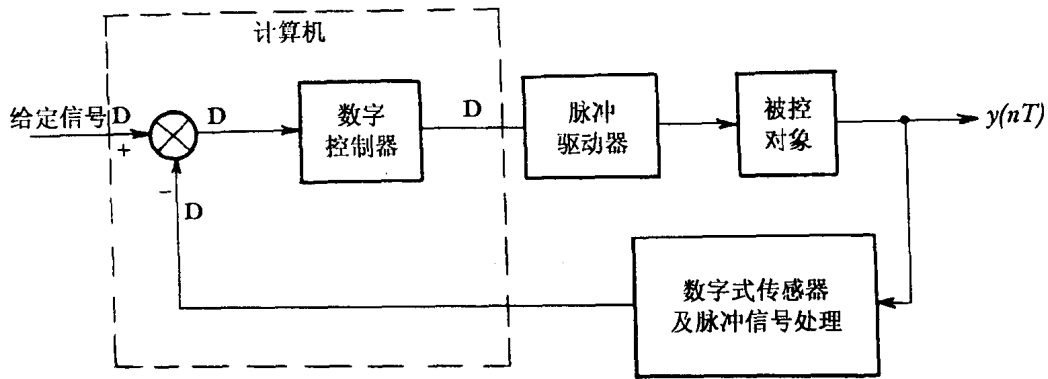 计算机
给定信号 D
+
D
数字
控制器
D
脉冲
驱动器
被控
对象
y(nT)
−
D
数字式传感器
及脉冲信号处理